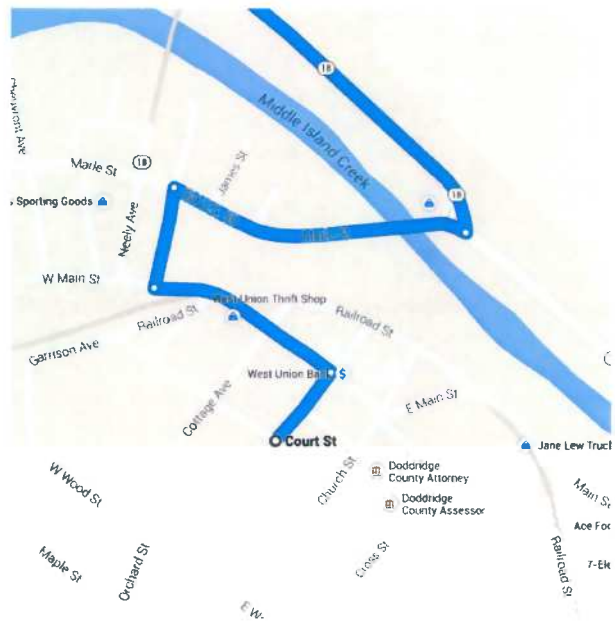 18
Middle Island Creek
Marle St
18
James St
18
Sporting Goods
Neely Ave
W Main St
West Union Thrift Shop
Railroad St
Railroad St
Garrison Ave
West Union Bank
$
Cottage Ave
E Main St
Court St
Jane Lew Truck
Doddridge
County Attorney
W Wood St
Church St
Main St
Doddridge
County Assessor
Ace Foo
Maple St
Orchard St
Cross St
Railroad St
T-Ele
E W